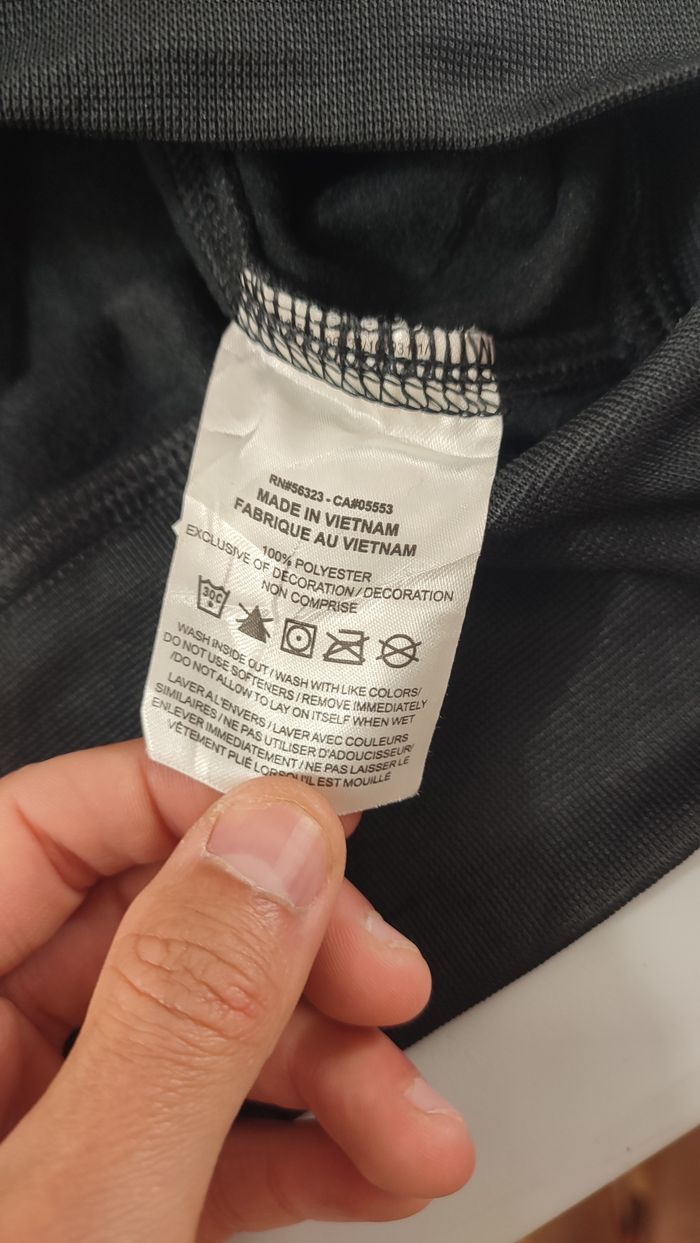 RN#56323 - CA#05553
MADE IN VIETNAM
FABRIQUE AU VIETNAM
100% POLYESTER
EXCLUSIVE OF DECORATION / DECORATION
NON COMPRISE
30C
WASH INSIDE OUT / WASH WITH LIKE COLORS/
DO NOT USE SOFTENERS / REMOVE IMMEDIATELY
/DO NOT ALLOW TO LAY ON ITSELF WHEN WET
LAVER A L'ENVERS / LAVER AVEC COULEURS
SIMILAIRES / NE PAS UTILISER D'ADOUCISSEUR/
ENLEVER IMMEDIATEMENT / NE PAS LAISSER LE
VÊTEMENT PLIÉ LORSQU'IL EST MOUILLÉ